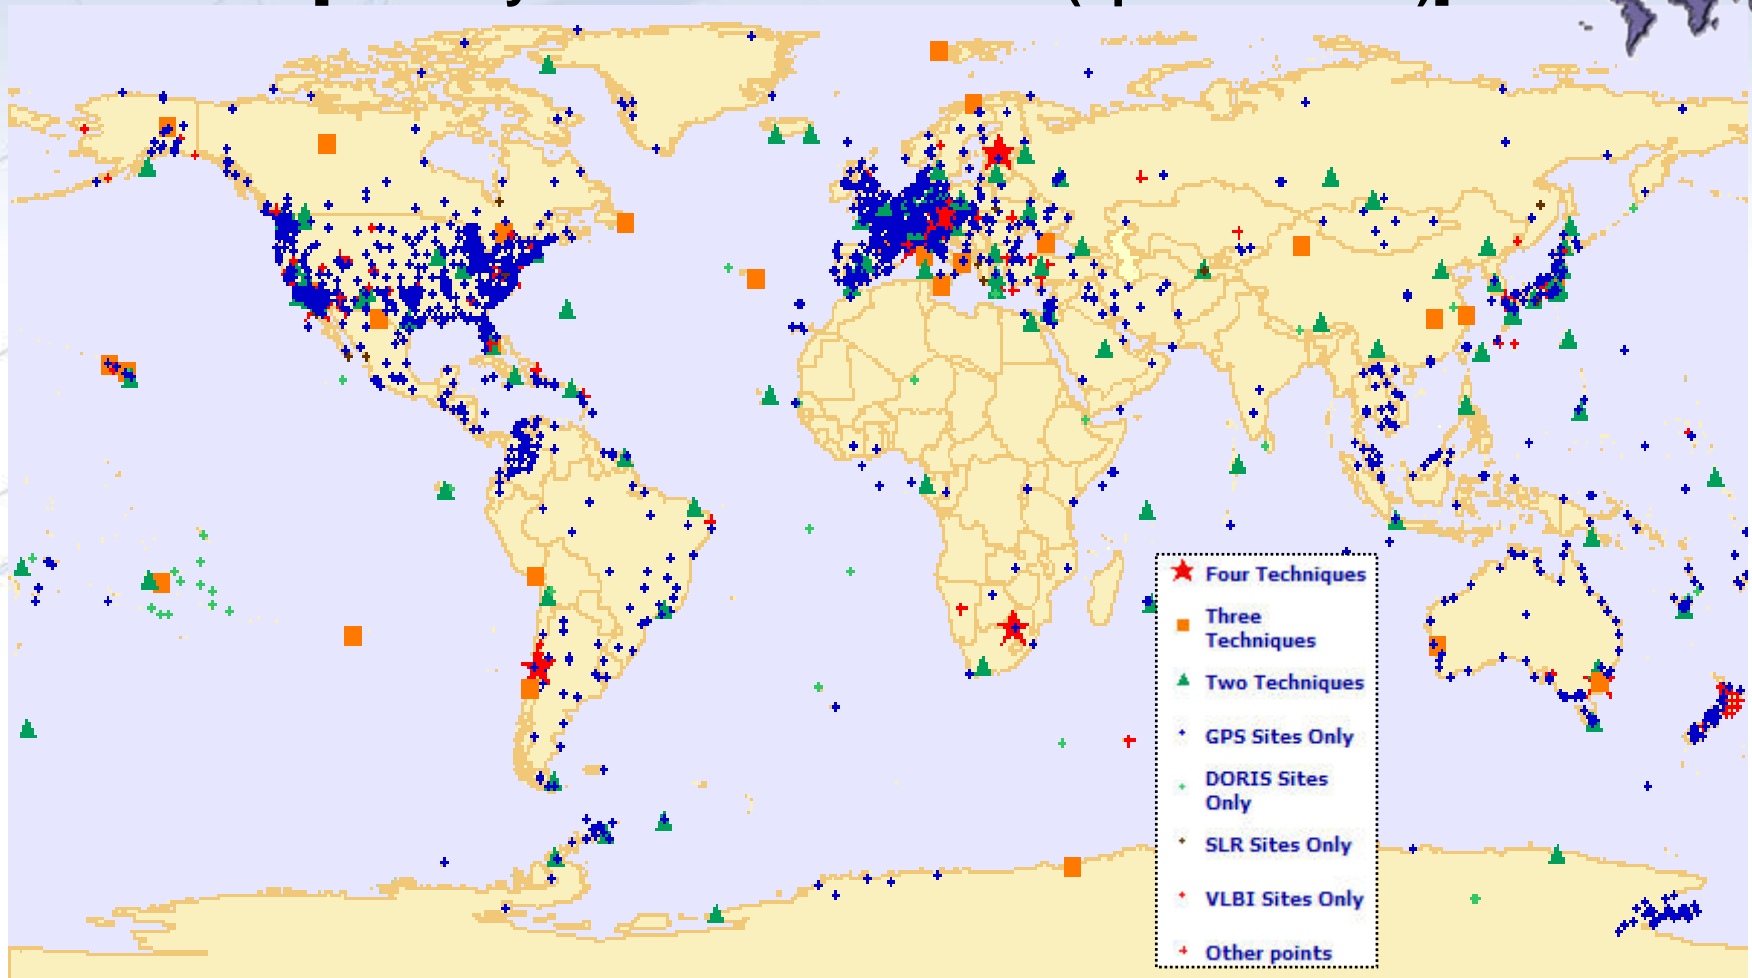 Four Techniques
Three
Techniques
Two Techniques
GPS Sites Only
DORIS Sites
Only
SLR Sites Only
VLBI Sites Only
Other points